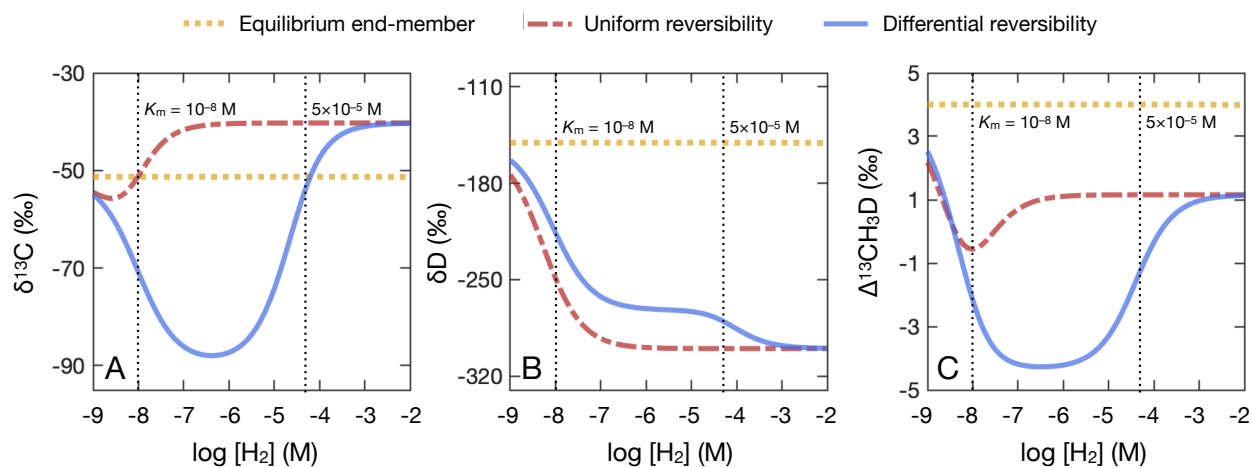 Equilibrium end-member Uniform reversibility Differential reversibility
-30
-50
-70
-90
δ¹³C (‰)
Kₘ = 10⁻⁸ M
5×10⁻⁵ M
A
-9 -8 -7 -6 -5 -4 -3 -2
log [H₂] (M)
-110
-180
-250
-320
δD (‰)
Kₘ = 10⁻⁸ M
5×10⁻⁵ M
B
-9 -8 -7 -6 -5 -4 -3 -2
log [H₂] (M)
5
3
1
-1
-3
-5
Δ¹³CH₃D (‰)
Kₘ = 10⁻⁸ M
5×10⁻⁵ M
C
-9 -8 -7 -6 -5 -4 -3 -2
log [H₂] (M)